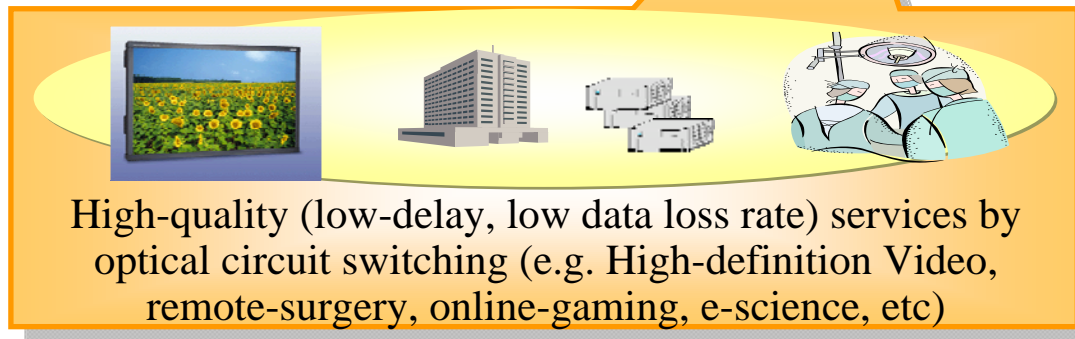 High-quality (low-delay, low data loss rate) services by
optical circuit switching (e.g. High-definition Video,
remote-surgery, online-gaming, e-science, etc)